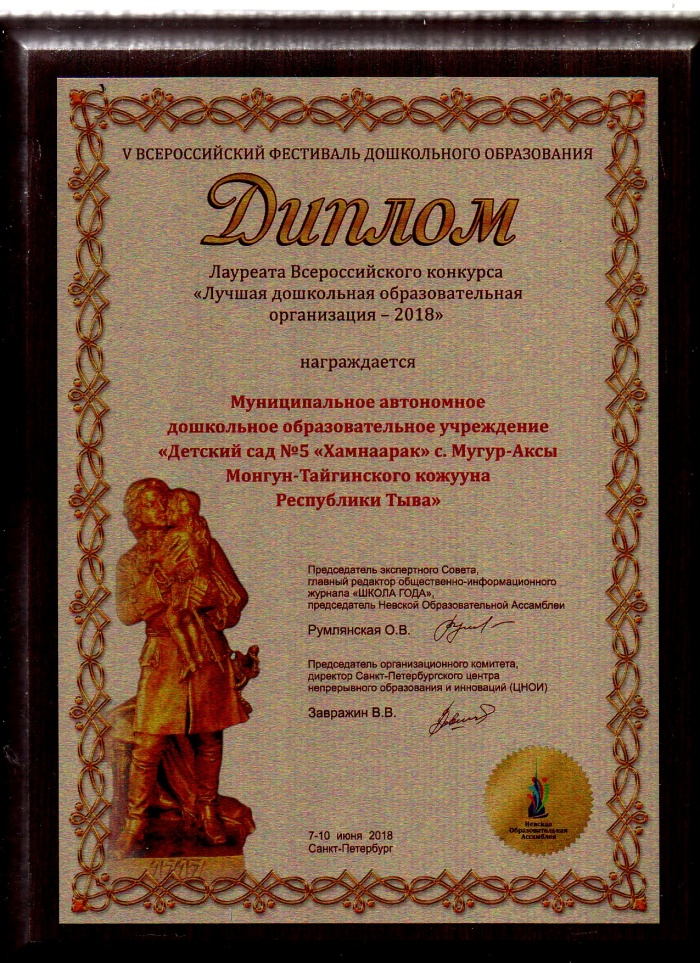 V ВСЕРОССИЙСКИЙ ФЕСТИВАЛЬ ДОШКОЛЬНОГО ОБРАЗОВАНИЯ
Диплом
Лауреата Всероссийского конкурса
«Лучшая дошкольная образовательная
организация – 2018»
награждается
Муниципальное автономное
дошкольное образовательное учреждение
«Детский сад №5 «Хамнаарак» с. Мугур-Аксы
Монгун-Тайгинского кожууна
Республики Тыва»
Председатель экспертного Совета,
главный редактор общественно-информационного
журнала «ШКОЛА ГОДА»,
председатель Невской Образовательной Ассамблеи
Румлянская О.В.
Председатель организационного комитета,
директор Санкт-Петербургского центра
непрерывного образования и инноваций (ЦНОИ)
Завражин В.В.
Невская
Образовательная
Ассамблея
7-10 июня 2018
Санкт-Петербург